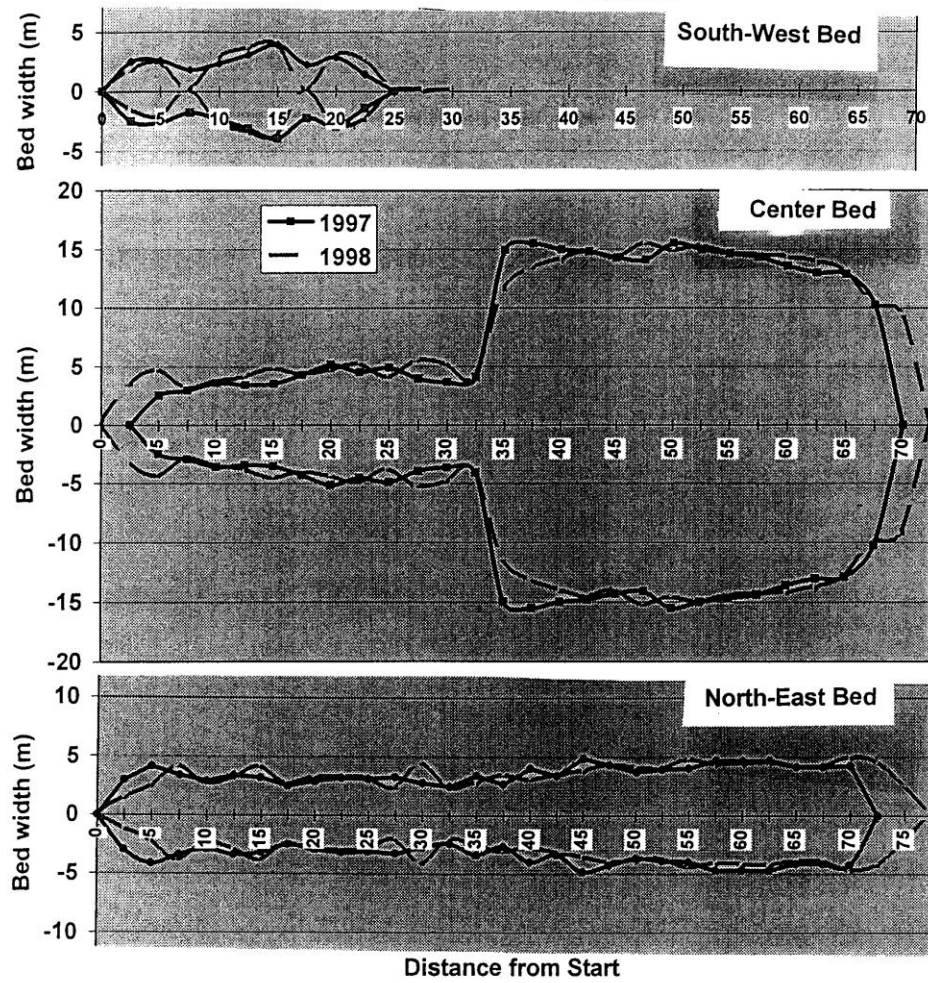 South-West Bed
Bed width (m)
5
0
-5
0 5 10 15 20 25 30 35 40 45 50 55 60 65 70
Center Bed
1997
1998
Bed width (m)
20
15
10
5
0
-5
-10
-15
-20
0 5 10 15 20 25 30 35 40 45 50 55 60 65 70
North-East Bed
Bed width (m)
10
5
0
-5
-10
0 5 10 15 20 25 30 35 40 45 50 55 60 65 70 75
Distance from Start